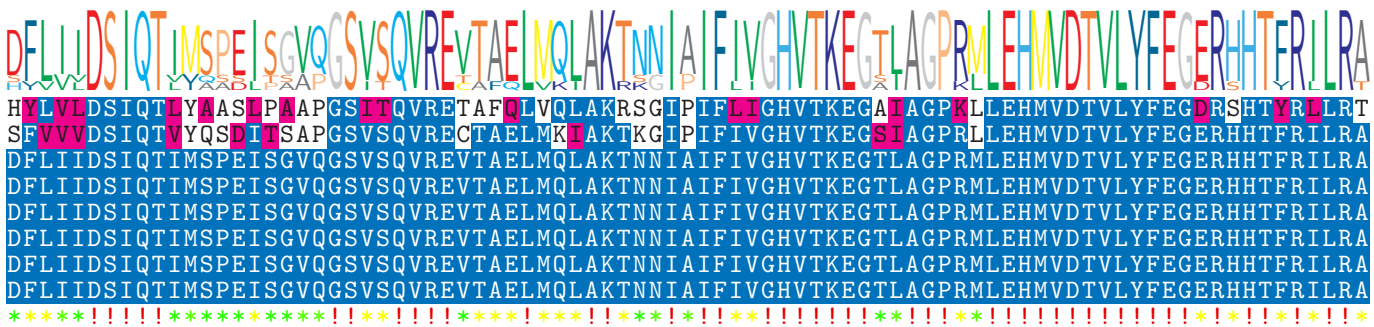 DFLIIDSIQTIMSPEISGVQGSVSQVREVTAELMQLAKTNNIAIFIVGHVTKEGTLAGPRMLEHMVDTVLYFEGERHHTFRILRA
HYLVLDSIQTLYAASLPAAPGSITQVRETAFQLVQLAKRSGIPIFLIGHVTKEGAIAGPKLLEHMVDTVLYFEGDRSHTYRLLRT
SFVVVDSIQTVYQSDITSAPGSVSQVRECTAELMKIAKTKGIPIFIVGHVTKEGSIAGPRLLEHMVDTVLYFEGERHHTFRILRA
DFLIIDSIQTIMSPEISGVQGSVSQVREVTAELMQLAKTNNIAIFIVGHVTKEGTLAGPRMLEHMVDTVLYFEGERHHTFRILRA
DFLIIDSIQTIMSPEISGVQGSVSQVREVTAELMQLAKTNNIAIFIVGHVTKEGTLAGPRMLEHMVDTVLYFEGERHHTFRILRA
DFLIIDSIQTIMSPEISGVQGSVSQVREVTAELMQLAKTNNIAIFIVGHVTKEGTLAGPRMLEHMVDTVLYFEGERHHTFRILRA
DFLIIDSIQTIMSPEISGVQGSVSQVREVTAELMQLAKTNNIAIFIVGHVTKEGTLAGPRMLEHMVDTVLYFEGERHHTFRILRA
DFLIIDSIQTIMSPEISGVQGSVSQVREVTAELMQLAKTNNIAIFIVGHVTKEGTLAGPRMLEHMVDTVLYFEGERHHTFRILRA
DFLIIDSIQTIMSPEISGVQGSVSQVREVTAELMQLAKTNNIAIFIVGHVTKEGTLAGPRMLEHMVDTVLYFEGERHHTFRILRA
*****!!!!!**********!!**!!!!****!***!!***!*!!**!!!!!!!**!!!**!!!!!!!!!!!!!*!*!!*!*!!*